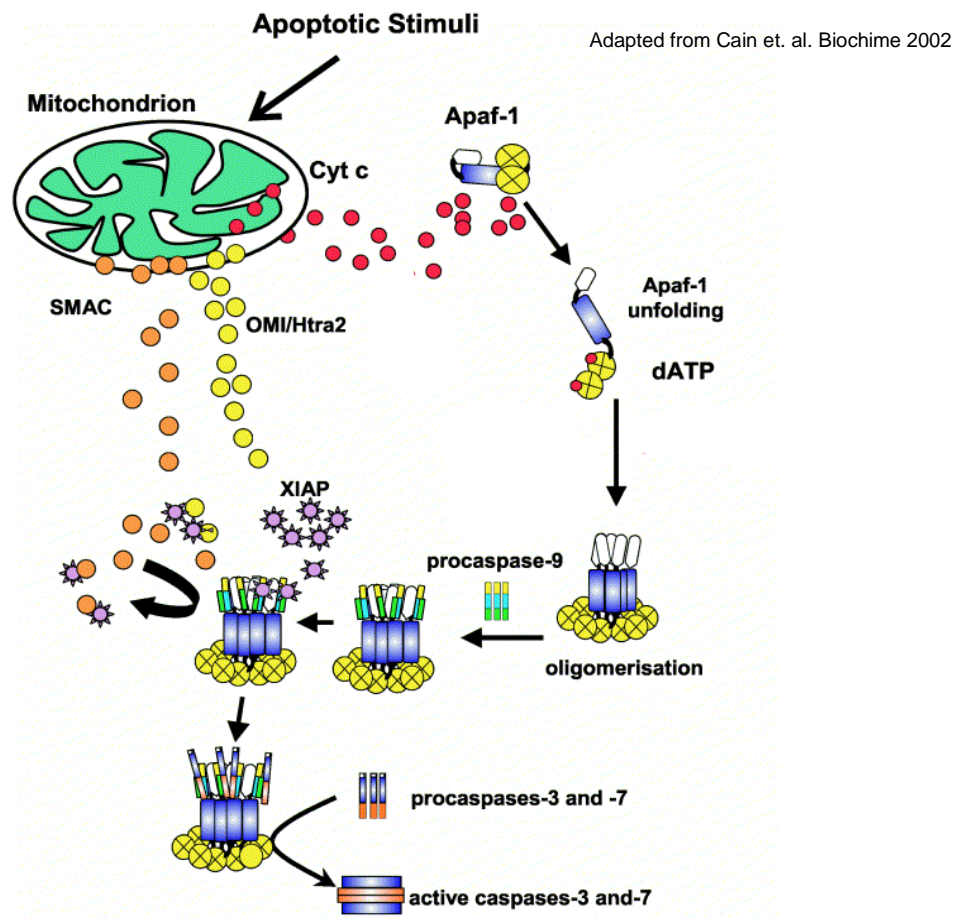 Apoptotic Stimuli
Adapted from Cain et. al. Biochime 2002
Mitochondrion
Apaf-1
Cyt c
Apaf-1
unfolding
SMAC
OMI/Htra2
dATP
XIAP
procaspase-9
oligomerisation
procaspases-3 and -7
active caspases-3 and-7